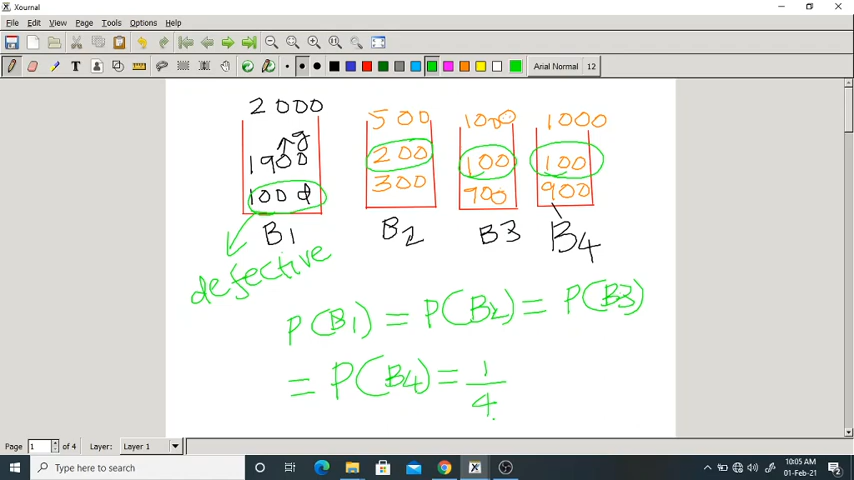 File Edit View Page Tools Options Help
Arial Normal 12
2000 500 1000 1000
1900 g 200 100 100
100 d 300 900 900
B1 B2 B3 B4
defective
P(B1) = P(B2) = P(B3)
= P(B4) = 1/4
Page 1 of 4 Layer: Layer 1
Type here to search
10:05 AM
01-Feb-21